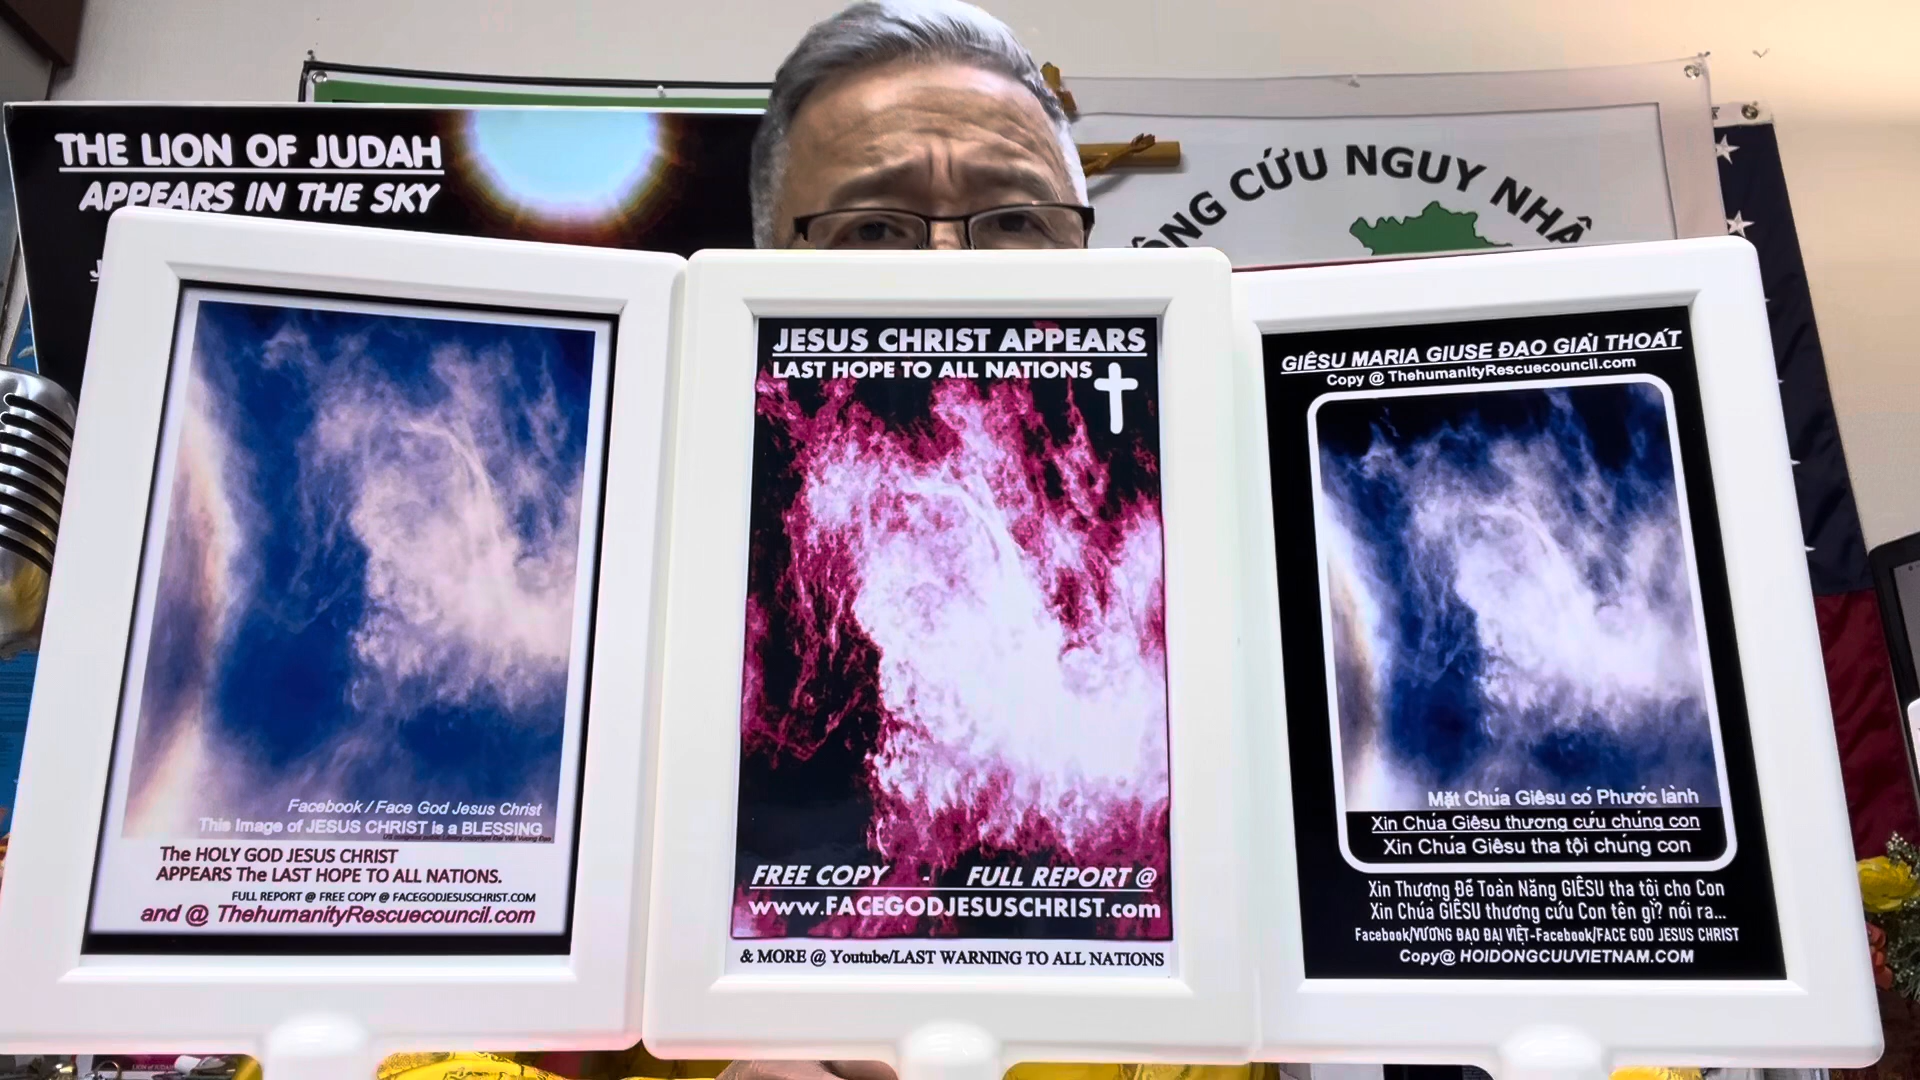 THE LION OF JUDAH
APPEARS IN THE SKY
CỨU NGUY NHÂ
Facebook / Face God Jesus Christ
This Image of JESUS CHRIST is a BLESSING
The HOLY GOD JESUS CHRIST
APPEARS The LAST HOPE TO ALL NATIONS.
FULL REPORT @ FREE COPY @ FACEGODJESUSCHRIST.COM
and @ ThehumanityRescuecouncil.com
JESUS CHRIST APPEARS
LAST HOPE TO ALL NATIONS
FREE COPY - FULL REPORT @
www.FACEGODJESUSCHRIST.com
& MORE @ Youtube/LAST WARNING TO ALL NATIONS
GIÊSU MARIA GIUSE ĐẠO GIẢI THOÁT
Copy @ ThehumanityRescuecouncil.com
Mặt Chúa Giêsu có Phước lành
Xin Chúa Giêsu thương cứu chúng con
Xin Chúa Giêsu tha tội chúng con
Xin Thượng Đế Toàn Năng GIÊSU tha tội cho Con
Xin Chúa GIÊSU thương cứu Con tên gì? nói ra...
Facebook/VƯƠNG ĐẠO ĐẠI VIỆT-Facebook/FACE GOD JESUS CHRIST
Copy@ HOIDONGCUUVIETNAM.COM